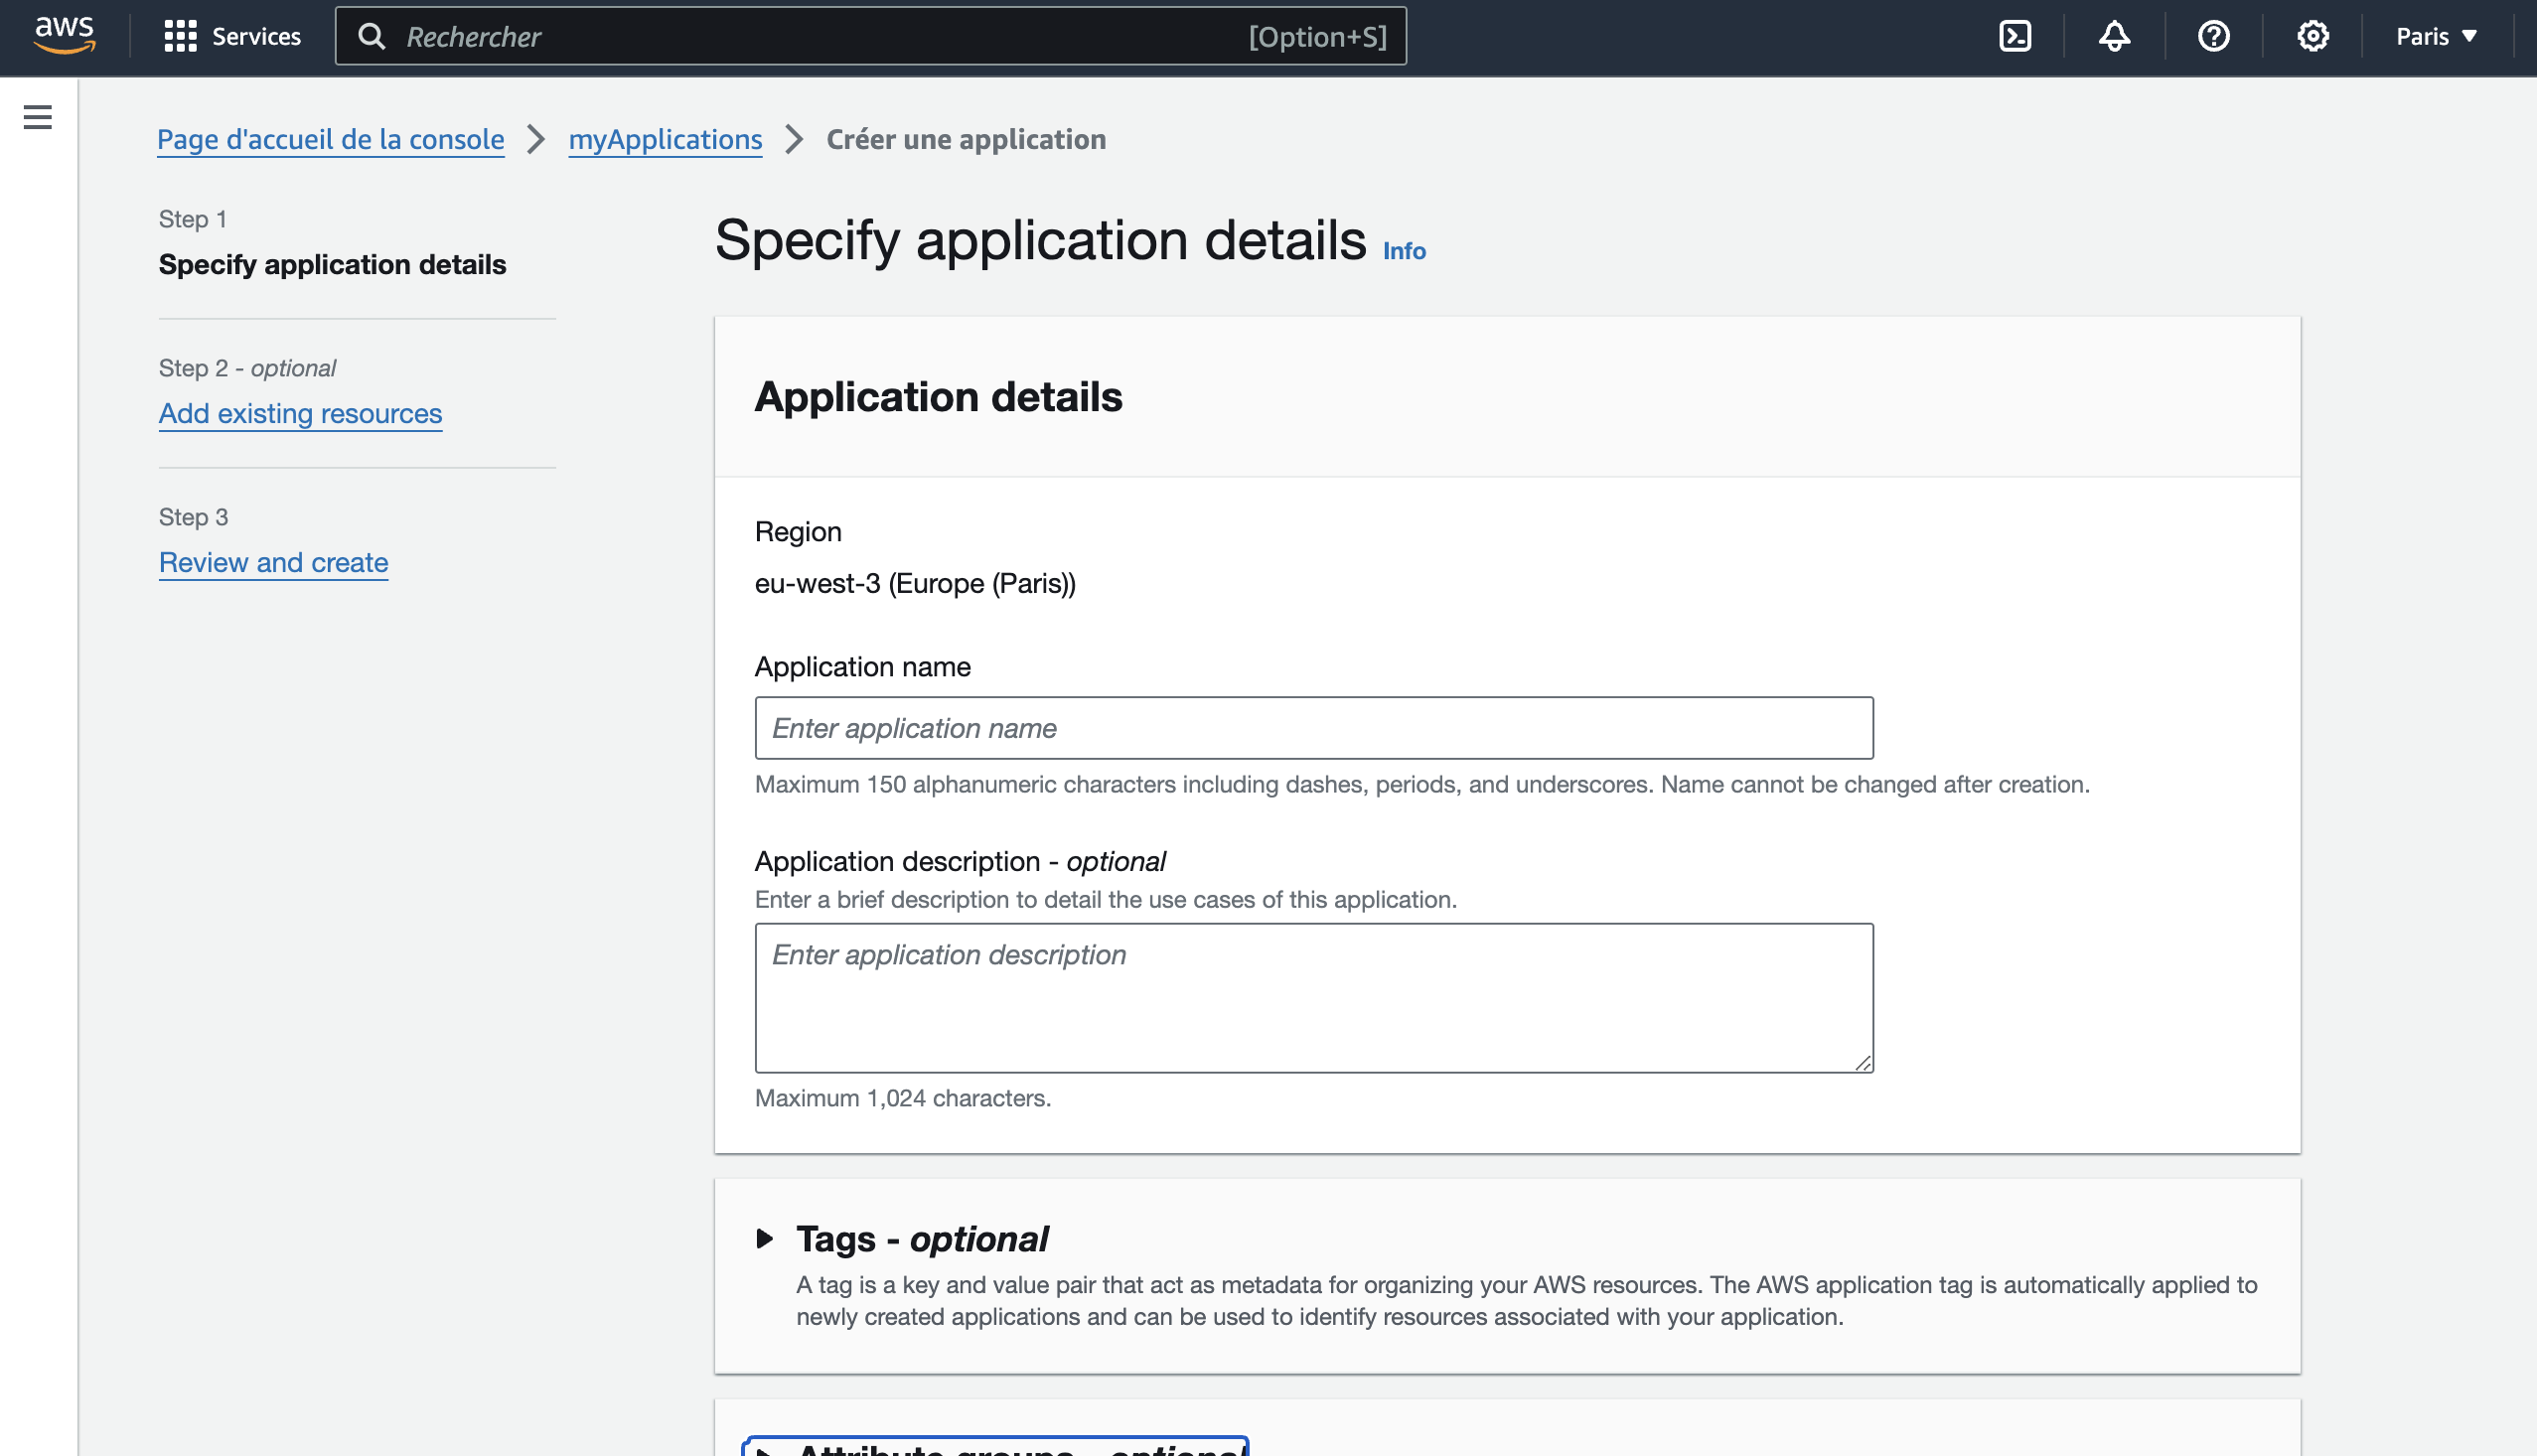 aws
Services
Rechercher
[Option+S]
Paris
Page d'accueil de la console
myApplications
Créer une application
Step 1
Specify application details
Step 2 - optional
Add existing resources
Step 3
Review and create
Specify application details Info
Application details
Region
eu-west-3 (Europe (Paris))
Application name
Enter application name
Maximum 150 alphanumeric characters including dashes, periods, and underscores. Name cannot be changed after creation.
Application description - optional
Enter a brief description to detail the use cases of this application.
Enter application description
Maximum 1,024 characters.
Tags - optional
A tag is a key and value pair that act as metadata for organizing your AWS resources. The AWS application tag is automatically applied to
newly created applications and can be used to identify resources associated with your application.
Attribute groups - optional